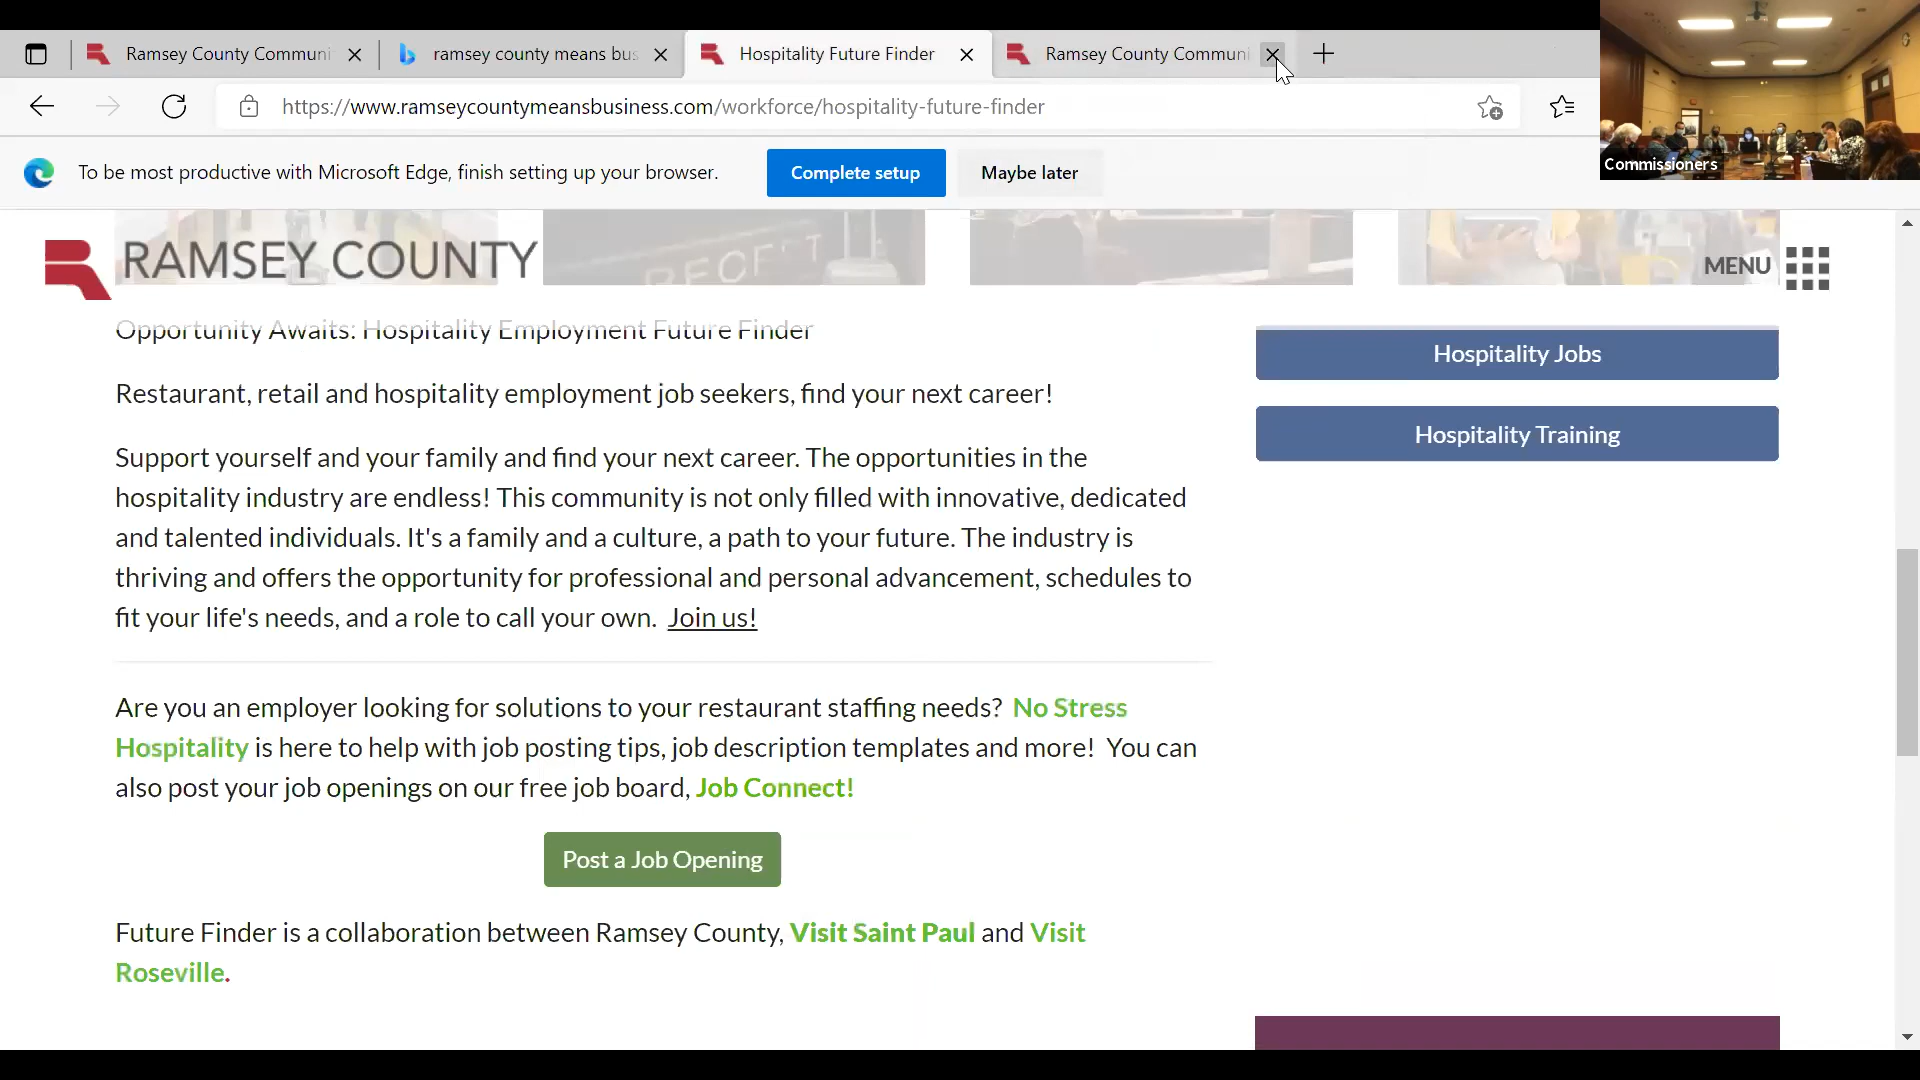 Ramsey County Communi
ramsey county means bus
Hospitality Future Finder
Ramsey County Communi
https://www.ramseycountymeansbusiness.com/workforce/hospitality-future-finder
To be most productive with Microsoft Edge, finish setting up your browser.
Complete setup
Maybe later
Commissioners
RAMSEY COUNTY
MENU
Opportunity Awaits: Hospitality Employment Future Finder
Restaurant, retail and hospitality employment job seekers, find your next career!
Support yourself and your family and find your next career. The opportunities in the
hospitality industry are endless! This community is not only filled with innovative, dedicated
and talented individuals. It's a family and a culture, a path to your future. The industry is
thriving and offers the opportunity for professional and personal advancement, schedules to
fit your life's needs, and a role to call your own. Join us!
Hospitality Jobs
Hospitality Training
Are you an employer looking for solutions to your restaurant staffing needs? No Stress
Hospitality is here to help with job posting tips, job description templates and more! You can
also post your job openings on our free job board, Job Connect!
Post a Job Opening
Future Finder is a collaboration between Ramsey County, Visit Saint Paul and Visit
Roseville.